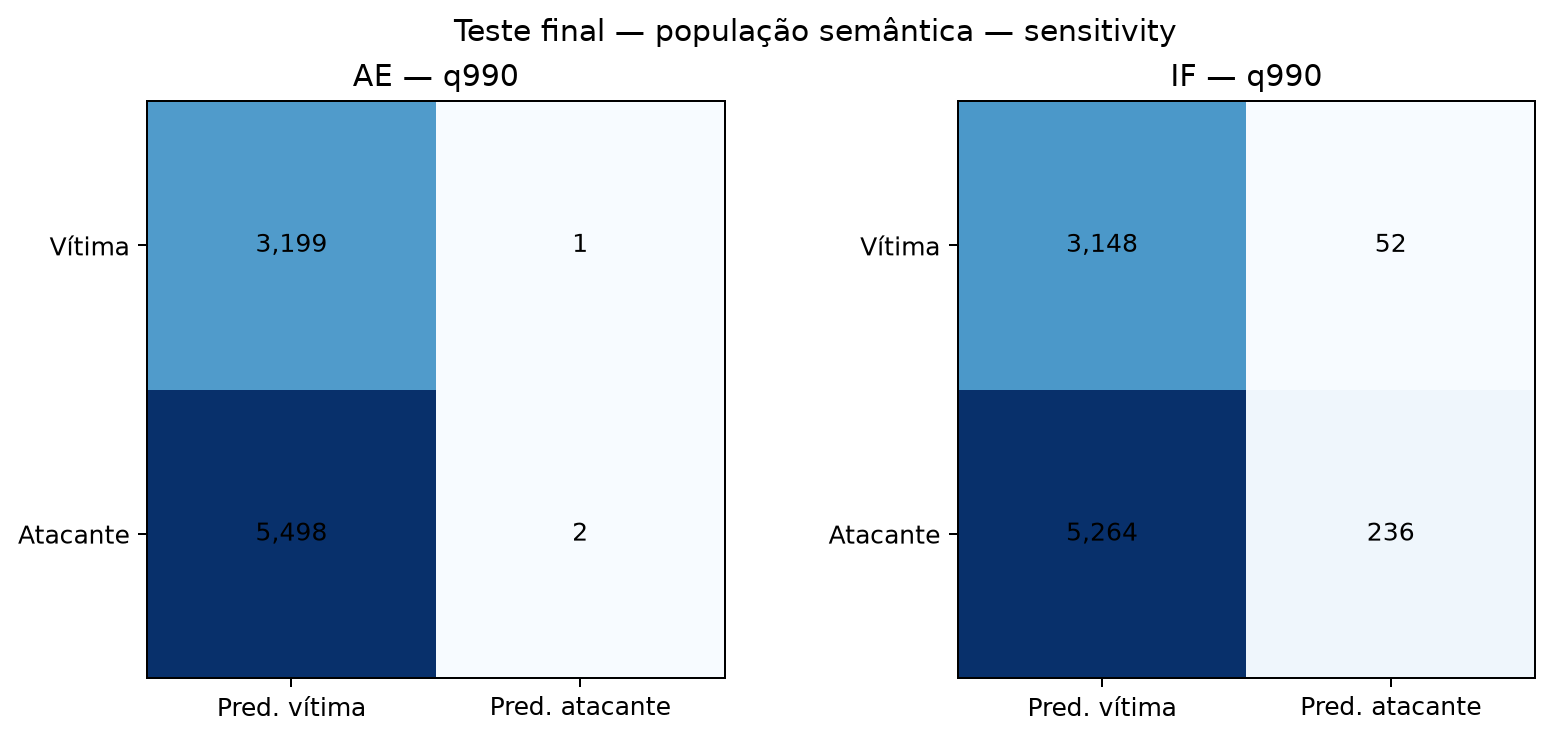 Teste final — população semântica — sensitivity
AE — q990
Vítima
3,199
1
Atacante
5,498
2
Pred. vítima
Pred. atacante
IF — q990
Vítima
3,148
52
Atacante
5,264
236
Pred. vítima
Pred. atacante